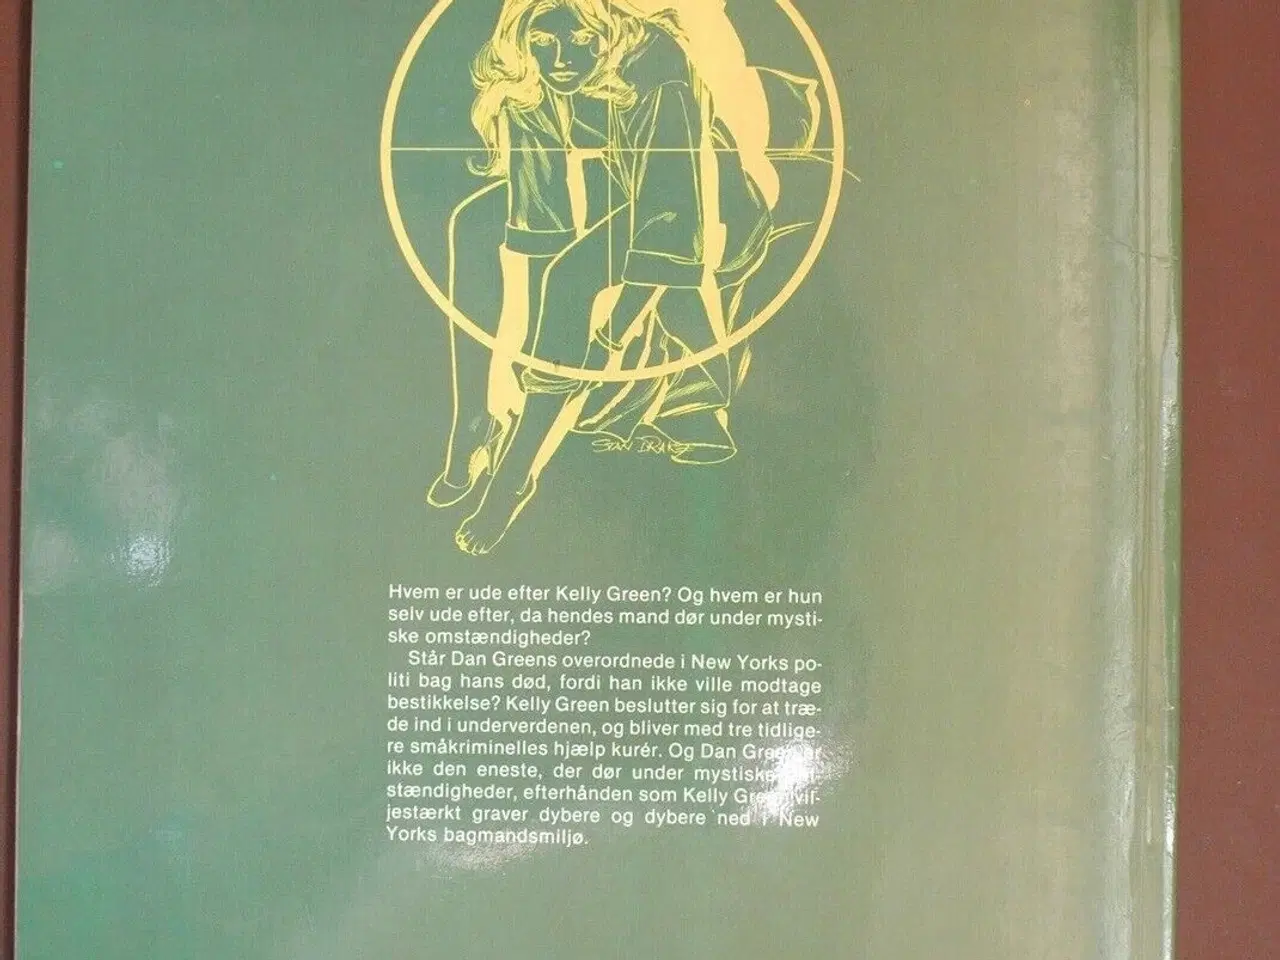 STAN DRAKE
Hvem er ude efter Kelly Green? Og hvem er hun
selv ude efter, da hendes mand dør under mysti-
ske omstændigheder?
Står Dan Greens overordnede i New Yorks po-
liti bag hans død, fordi han ikke ville modtage
bestikkelse? Kelly Green beslutter sig for at træ-
de ind i underverdenen, og bliver med tre tidlige-
re småkriminelles hjælp kurér. Og Dan Green er
ikke den eneste, der dør under mystiske om-
stændigheder, efterhånden som Kelly Green vil-
jestærkt graver dybere og dybere ned i New
Yorks bagmandsmiljø.